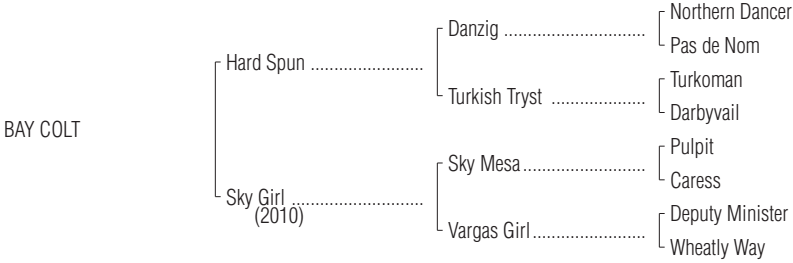 Northern Dancer
Danzig ..............................
Pas de Nom
Hard Spun ........................
Turkoman
Turkish Tryst ....................
Darbyvail
BAY COLT
Pulpit
Sky Mesa..........................
Caress
Sky Girl ............................
(2010)
Deputy Minister
Vargas Girl........................
Wheatly Way